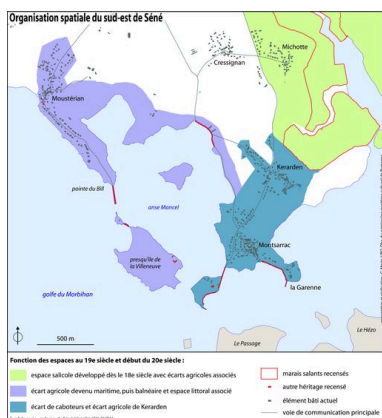 Organisation spatiale du sud-est de Séné
Michotte
Cressignan
Moustérian
Kerarden
pointe du Bill
anse Mancel
Montsarrac
presqu'île de
la Villeneuve
la Garenne
golfe du Morbihan
Le Hézo
500 m
Le Passage
Fonction des espaces au 19e siècle et début du 20e siècle :
espace salicole développé dès le 18e siècle avec écarts agricoles associés
écart agricole devenu maritime, puis balnéaire et espace littoral associé
écart de caboteurs et écart agricole de Kerarden
marais salants recensés
autre héritage recensé
élément bâti actuel
voie de communication principale